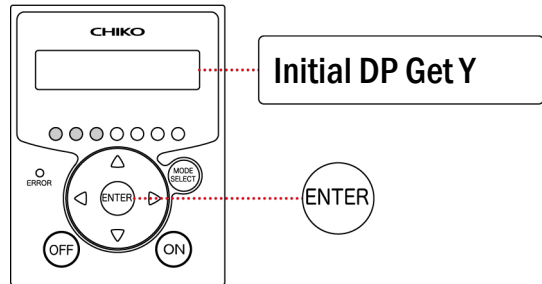 CHIKO
Initial DP Get Y
ERROR
MODE
SELECT
ENTER
ENTER
OFF
ON